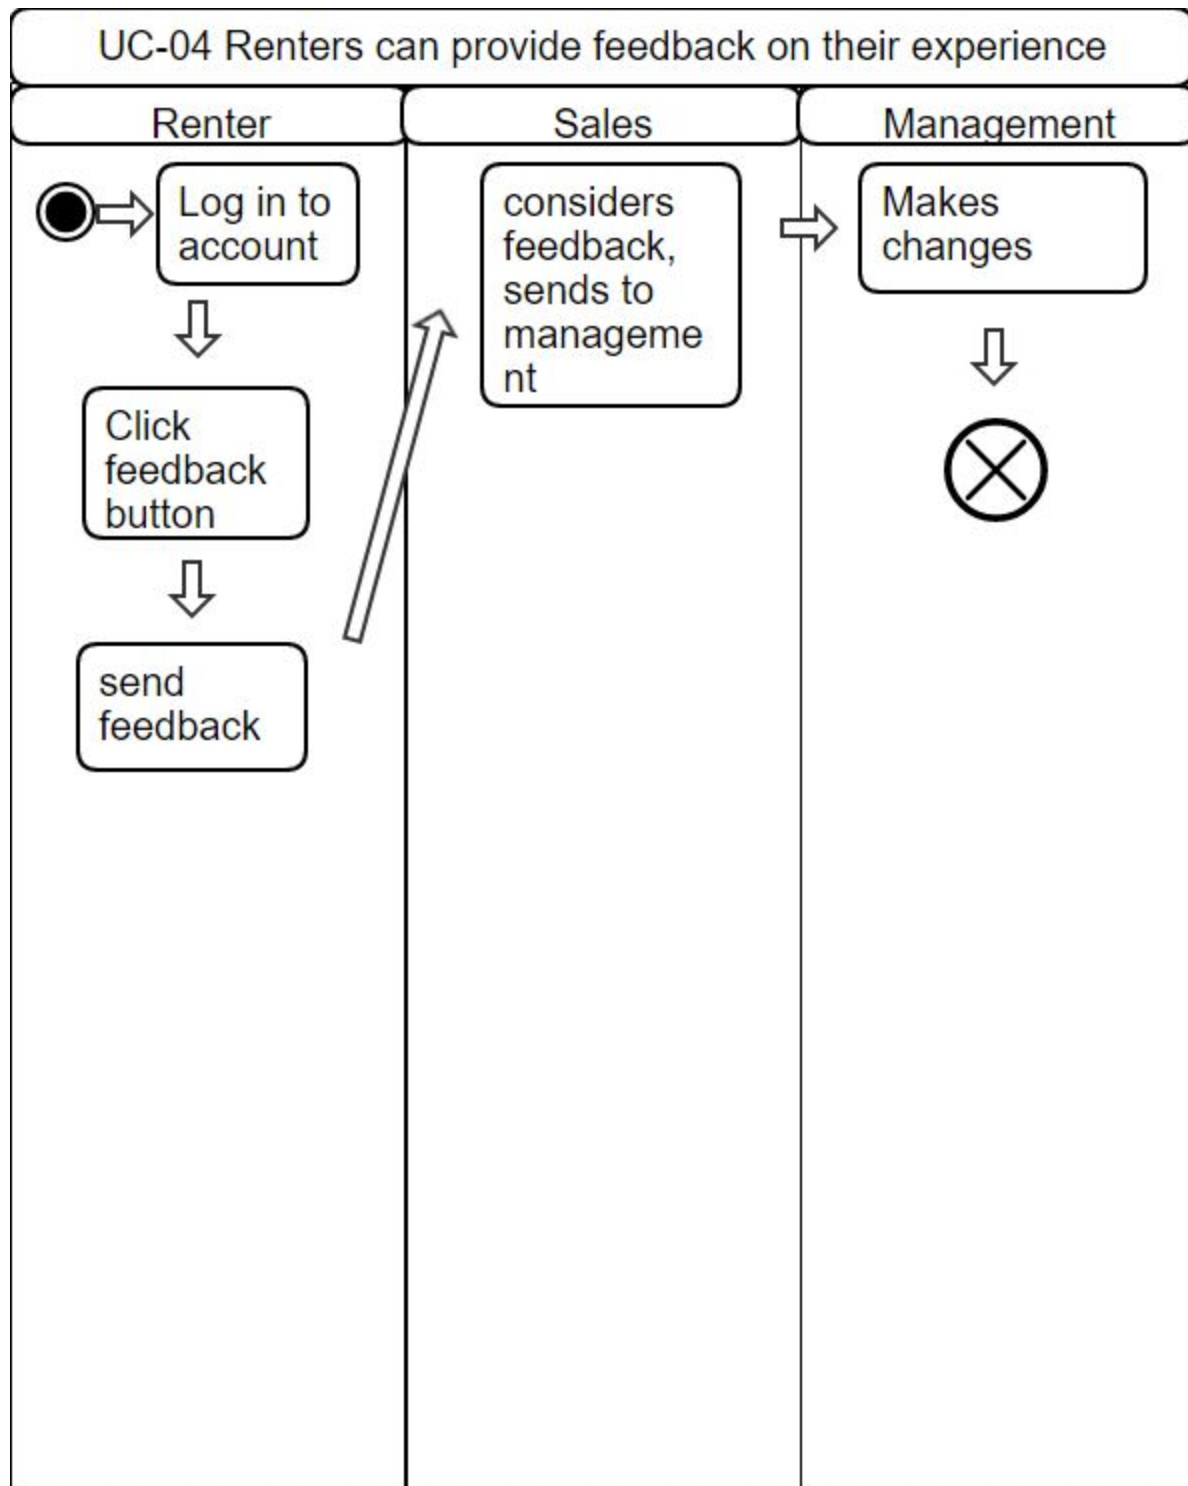 UC-04 Renters can provide feedback on their experience
Renter
Sales
Management
Log in to
account
Click
feedback
button
send
feedback
considers
feedback,
sends to
manageme
nt
Makes
changes